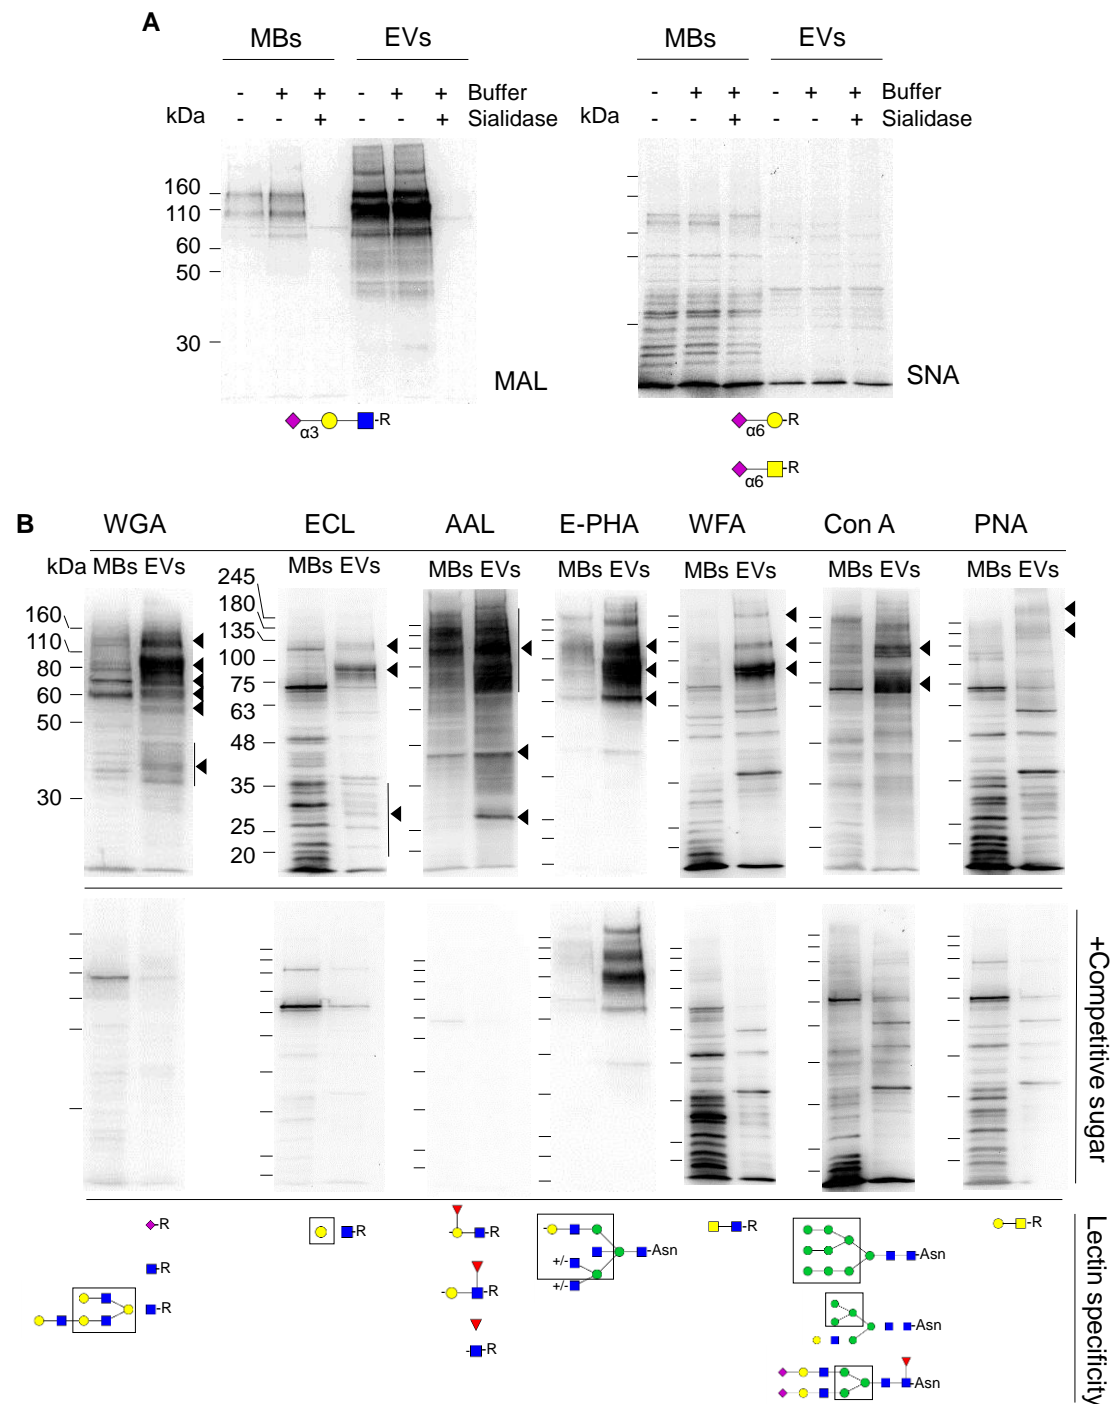 A
MBs EVs MBs EVs
- + + - + + Buffer - + + - + + Buffer
kDa - - + - - + Sialidase kDa - - + - - + Sialidase
160
110
60
50
30
MAL SNA
α3 -R α6 -R
α6 -R
B WGA ECL AAL E-PHA WFA Con A PNA
kDa MBs EVs MBs EVs MBs EVs MBs EVs MBs EVs MBs EVs MBs EVs
160
110
80
60
50
30
245
180
135
100
75
63
48
35
25
20
+Competitive sugar
-R -R -R -Asn -R -Asn -R
-R -R +/- -Asn
-R -R +/- -Asn
Lectin specificity